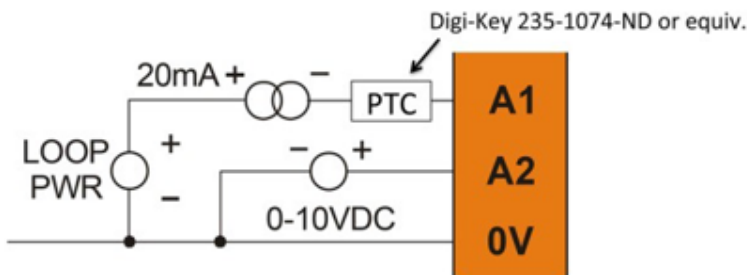 Digi-Key 235-1074-ND or equiv.
20mA + −
PTC
A1
LOOP
PWR
+
−
− +
A2
0-10VDC
0V